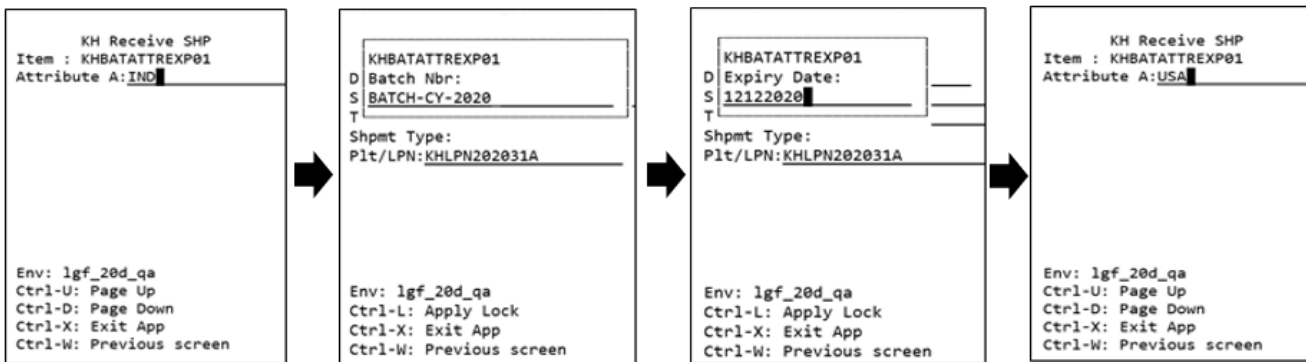 KH Receive SHP
Item : KHBATATTREXP01
Attribute A:IND
Env: lgf_20d_qa
Ctrl-U: Page Up
Ctrl-D: Page Down
Ctrl-X: Exit App
Ctrl-W: Previous screen
KHBATATTREXP01
D Batch Nbr:
S BATCH-CY-2020
T
Shpmt Type:
Plt/LPN:KHLPN202031A
Env: lgf_20d_qa
Ctrl-L: Apply Lock
Ctrl-X: Exit App
Ctrl-W: Previous screen
KHBATATTREXP01
D Expiry Date:
S 12122020
T
Shpmt Type:
Plt/LPN:KHLPN202031A
Env: lgf_20d_qa
Ctrl-L: Apply Lock
Ctrl-X: Exit App
Ctrl-W: Previous screen
KH Receive SHP
Item : KHBATATTREXP01
Attribute A:USA
Env: lgf_20d_qa
Ctrl-U: Page Up
Ctrl-D: Page Down
Ctrl-X: Exit App
Ctrl-W: Previous screen